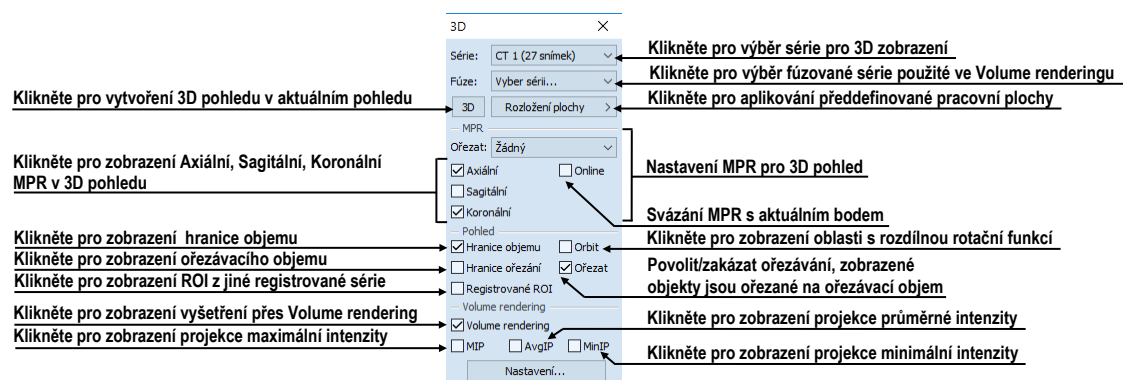 3D
Série: CT 1 (27 snímek)
Klikněte pro výběr série pro 3D zobrazení
Fúze: Vyber sérii...
Klikněte pro výběr fúzované série použité ve Volume renderingu
Klikněte pro vytvoření 3D pohledu v aktuálním pohledu
3D Rozložení plochy
Klikněte pro aplikování předdefinované pracovní plochy
MPR
Ořezat: Žádný
Klikněte pro zobrazení Axiální, Sagitální, Koronální
MPR v 3D pohledu
Axiální Online
Sagitální
Koronální
Nastavení MPR pro 3D pohled
Svázání MPR s aktuálním bodem
Pohled
Klikněte pro zobrazení hranice objemu
Hranice objemu Orbit
Klikněte pro zobrazení oblasti s rozdílnou rotační funkcí
Klikněte pro zobrazení ořezávacího objemu
Hranice ořezání Ořezat
Povolit/zakázat ořezávání, zobrazené
objekty jsou ořezané na ořezávací objem
Klikněte pro zobrazení ROI z jiné registrované série
Registrované ROI
Volume rendering
Klikněte pro zobrazení vyšetření přes Volume rendering
Volume rendering
Klikněte pro zobrazení projekce průměrné intenzity
Klikněte pro zobrazení projekce maximální intenzity
MIP AvgIP MinIP
Klikněte pro zobrazení projekce minimální intenzity
Nastavení...